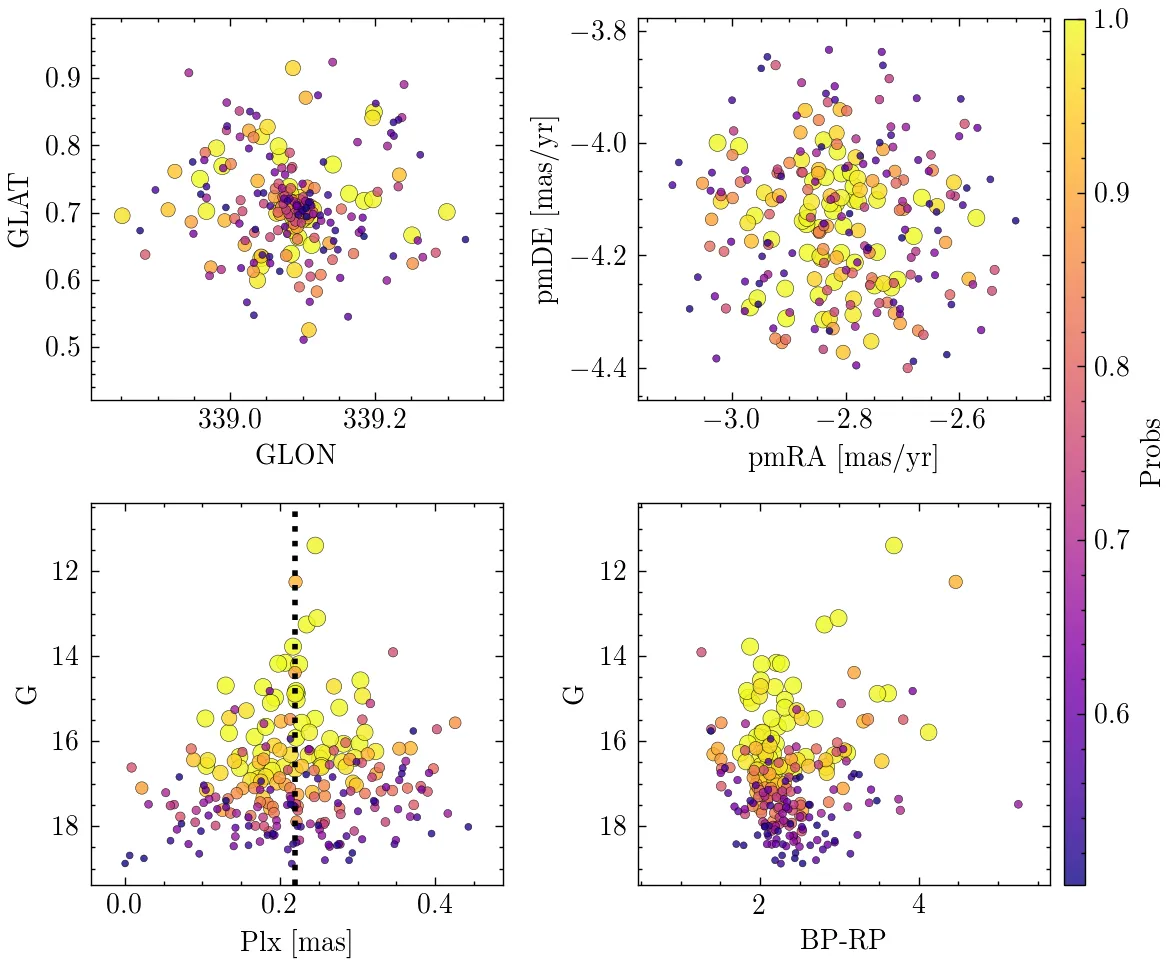 0.9
0.8
0.7
0.6
0.5
GLAT
339.0 339.2
GLON
−3.8
−4.0
−4.2
−4.4
pmDE [mas/yr]
−3.0 −2.8 −2.6
pmRA [mas/yr]
1.0
0.9
0.8
0.7
0.6
Probs
12
14
16
18
G
0.0 0.2 0.4
Plx [mas]
12
14
16
18
G
2 4
BP-RP